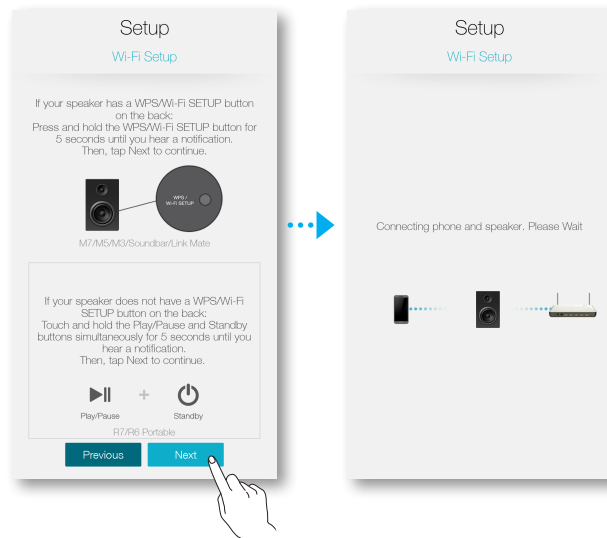 Setup
Wi-Fi Setup
If your speaker has a WPS/Wi-Fi SETUP button
on the back:
Press and hold the WPS/Wi-Fi SETUP button for
5 seconds until you hear a notification.
Then, tap Next to continue.
WPS /
Wi-Fi SETUP
M7/M5/M3/Soundbar/Link Mate
If your speaker does not have a WPS/Wi-Fi
SETUP button on the back:
Touch and hold the Play/Pause and Standby
buttons simultaneously for 5 seconds until you
hear a notification.
Then, tap Next to continue.
+
Play/Pause
Standby
R7/R6 Portable
Previous
Next
Setup
Wi-Fi Setup
Connecting phone and speaker. Please Wait